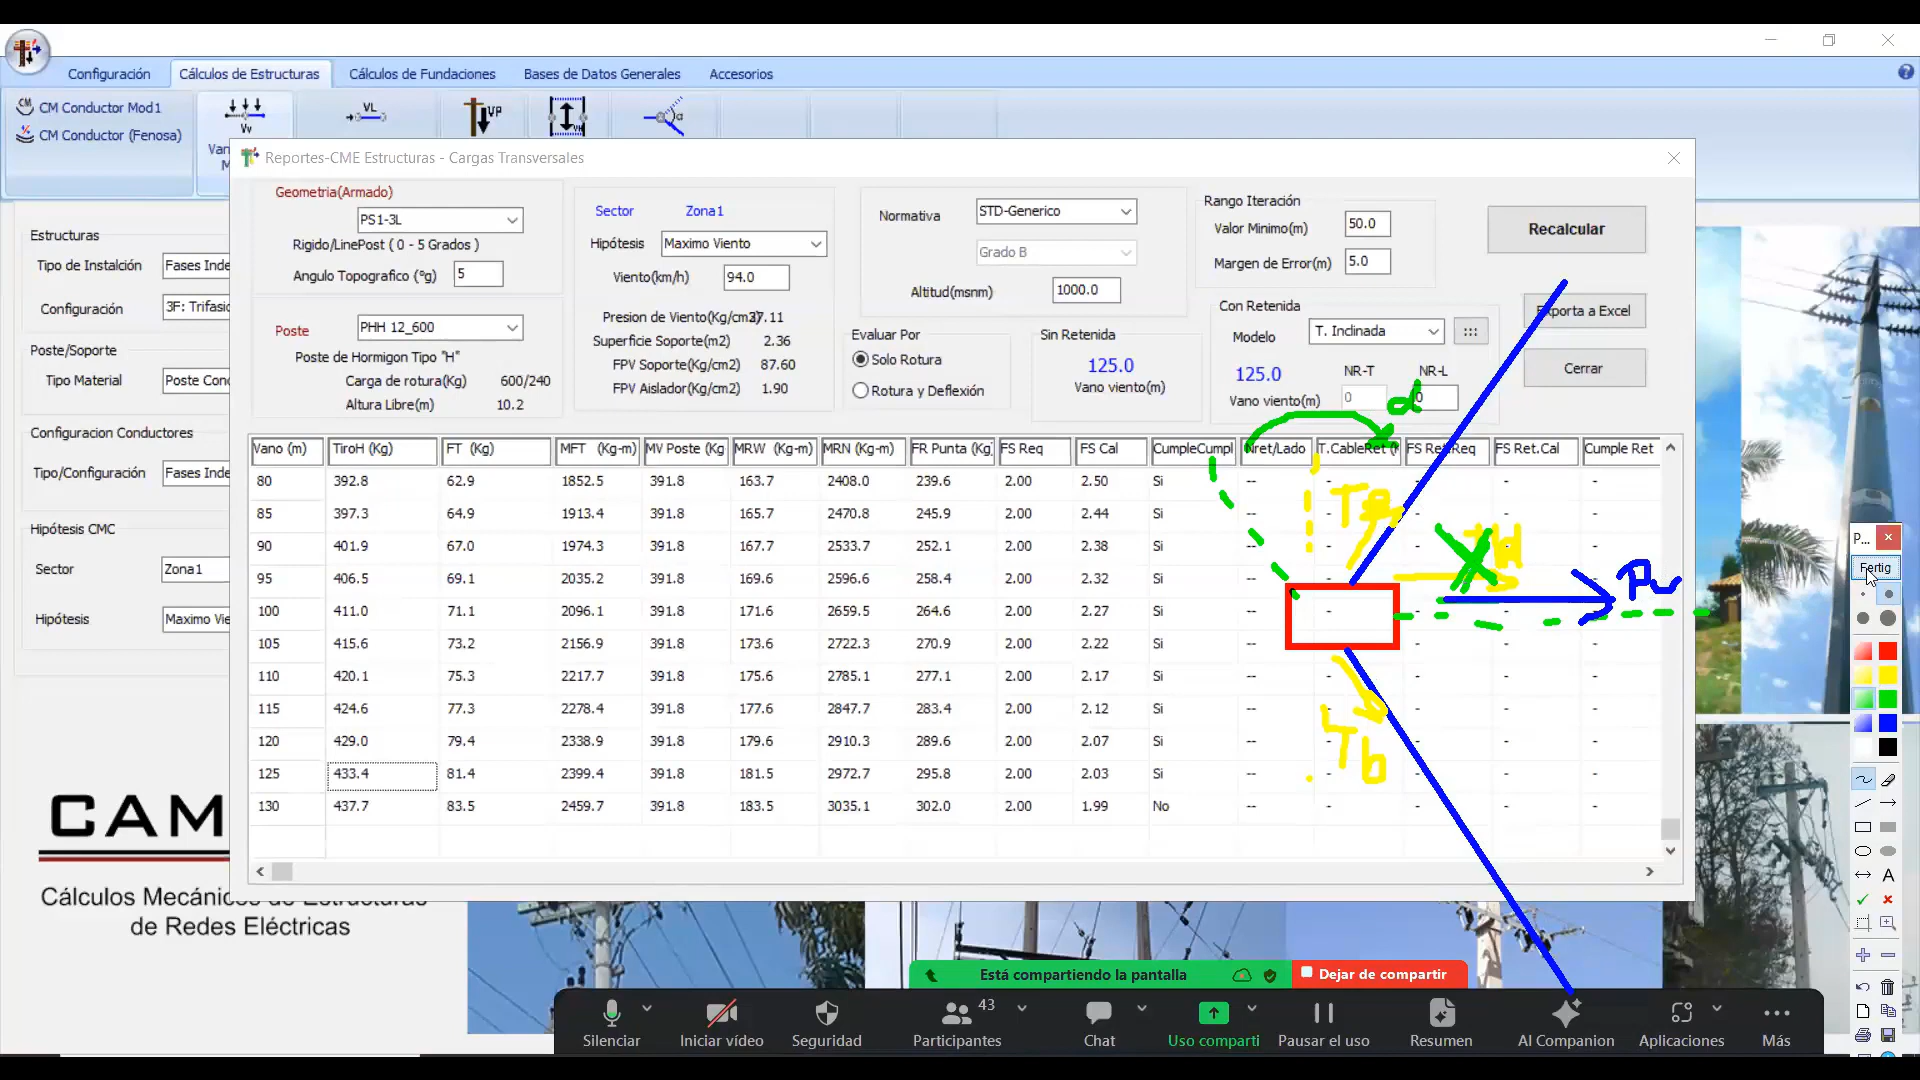 Configuración
Cálculos de Estructuras
Cálculos de Fundaciones
Bases de Datos Generales
Accesorios
CM Conductor Mod1
CM Conductor (Fenosa)
Vv
VL
VP
Reportes-CME Estructuras - Cargas Transversales
Geometria(Armado)
PS1-3L
Rigido/LinePost ( 0 - 5 Grados )
Angulo Topografico (°g) 5
Poste PHH 12_600
Poste de Hormigon Tipo "H"
Carga de rotura(Kg) 600/240
Altura Libre(m) 10.2
Sector Zona1
Hipótesis Maximo Viento
Viento(km/h) 94.0
Presion de Viento(Kg/cm2) 37.11
Superficie Soporte(m2) 2.36
FPV Soporte(Kg/cm2) 87.60
FPV Aislador(Kg/cm2) 1.90
Normativa STD-Generico
Grado B
Altitud(msnm) 1000.0
Evaluar Por
Solo Rotura
Rotura y Deflexión
Sin Retenida
125.0
Vano viento(m)
Rango Iteración
Valor Minimo(m) 50.0
Margen de Error(m) 5.0
Con Retenida
Modelo T. Inclinada
125.0 NR-T NR-L
Vano viento(m) 0 0
Recalcular
Exporta a Excel
Cerrar
Estructuras
Tipo de Instalción Fases Inde
Configuración 3F: Trifasic
Poste/Soporte
Tipo Material Poste Conc
Configuracion Conductores
Tipo/Configuración Fases Inde
Hipótesis CMC
Sector Zona1
Hipótesis Maximo Vie
Vano (m) TiroH (Kg) FT (Kg) MFT (Kg-m) MV Poste (Kg MRW (Kg-m) MRN (Kg-m) FR Punta (Kg) FS Req FS Cal CumpleCumpl Nret/Lado T.CableRet ( FS Ret.Req FS Ret.Cal Cumple Ret
80 392.8 62.9 1852.5 391.8 163.7 2408.0 239.6 2.00 2.50 Si -- - - - -
85 397.3 64.9 1913.4 391.8 165.7 2470.8 245.9 2.00 2.44 Si -- - - - -
90 401.9 67.0 1974.3 391.8 167.7 2533.7 252.1 2.00 2.38 Si -- - - - -
95 406.5 69.1 2035.2 391.8 169.6 2596.6 258.4 2.00 2.32 Si -- - - - -
100 411.0 71.1 2096.1 391.8 171.6 2659.5 264.6 2.00 2.27 Si -- - - - -
105 415.6 73.2 2156.9 391.8 173.6 2722.3 270.9 2.00 2.22 Si -- - - - -
110 420.1 75.3 2217.7 391.8 175.6 2785.1 277.1 2.00 2.17 Si -- - - - -
115 424.6 77.3 2278.4 391.8 177.6 2847.7 283.4 2.00 2.12 Si -- - - - -
120 429.0 79.4 2338.9 391.8 179.6 2910.3 289.6 2.00 2.07 Si -- - - - -
125 433.4 81.4 2399.4 391.8 181.5 2972.7 295.8 2.00 2.03 Si -- - - - -
130 437.7 83.5 2459.7 391.8 183.5 3035.1 302.0 2.00 1.99 No -- - - - -
Tb
P...
Fertig
A
CAM
Cálculos Mecánicos de Estructuras
de Redes Eléctricas
Está compartiendo la pantalla
Dejar de compartir
Silenciar
Iniciar vídeo
Seguridad
Participantes 43
Chat
Uso comparti
Pausar el uso
Resumen
AI Companion
Aplicaciones
Más